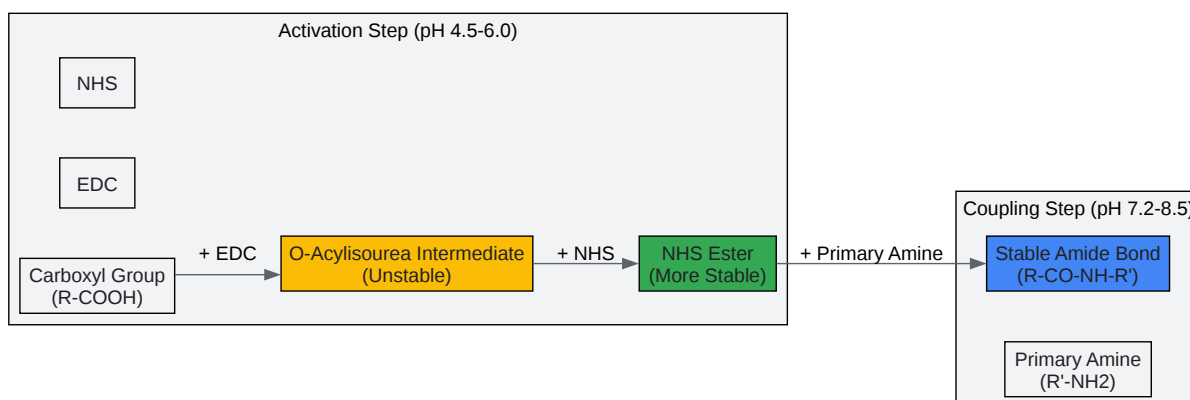 Activation Step (pH 4.5-6.0)
NHS
EDC
Carboxyl Group
(R-COOH)
+ EDC
O-Acylisourea Intermediate
(Unstable)
+ NHS
NHS Ester
(More Stable)
+ Primary Amine
Coupling Step (pH 7.2-8.5)
Stable Amide Bond
(R-CO-NH-R')
Primary Amine
(R'-NH2)